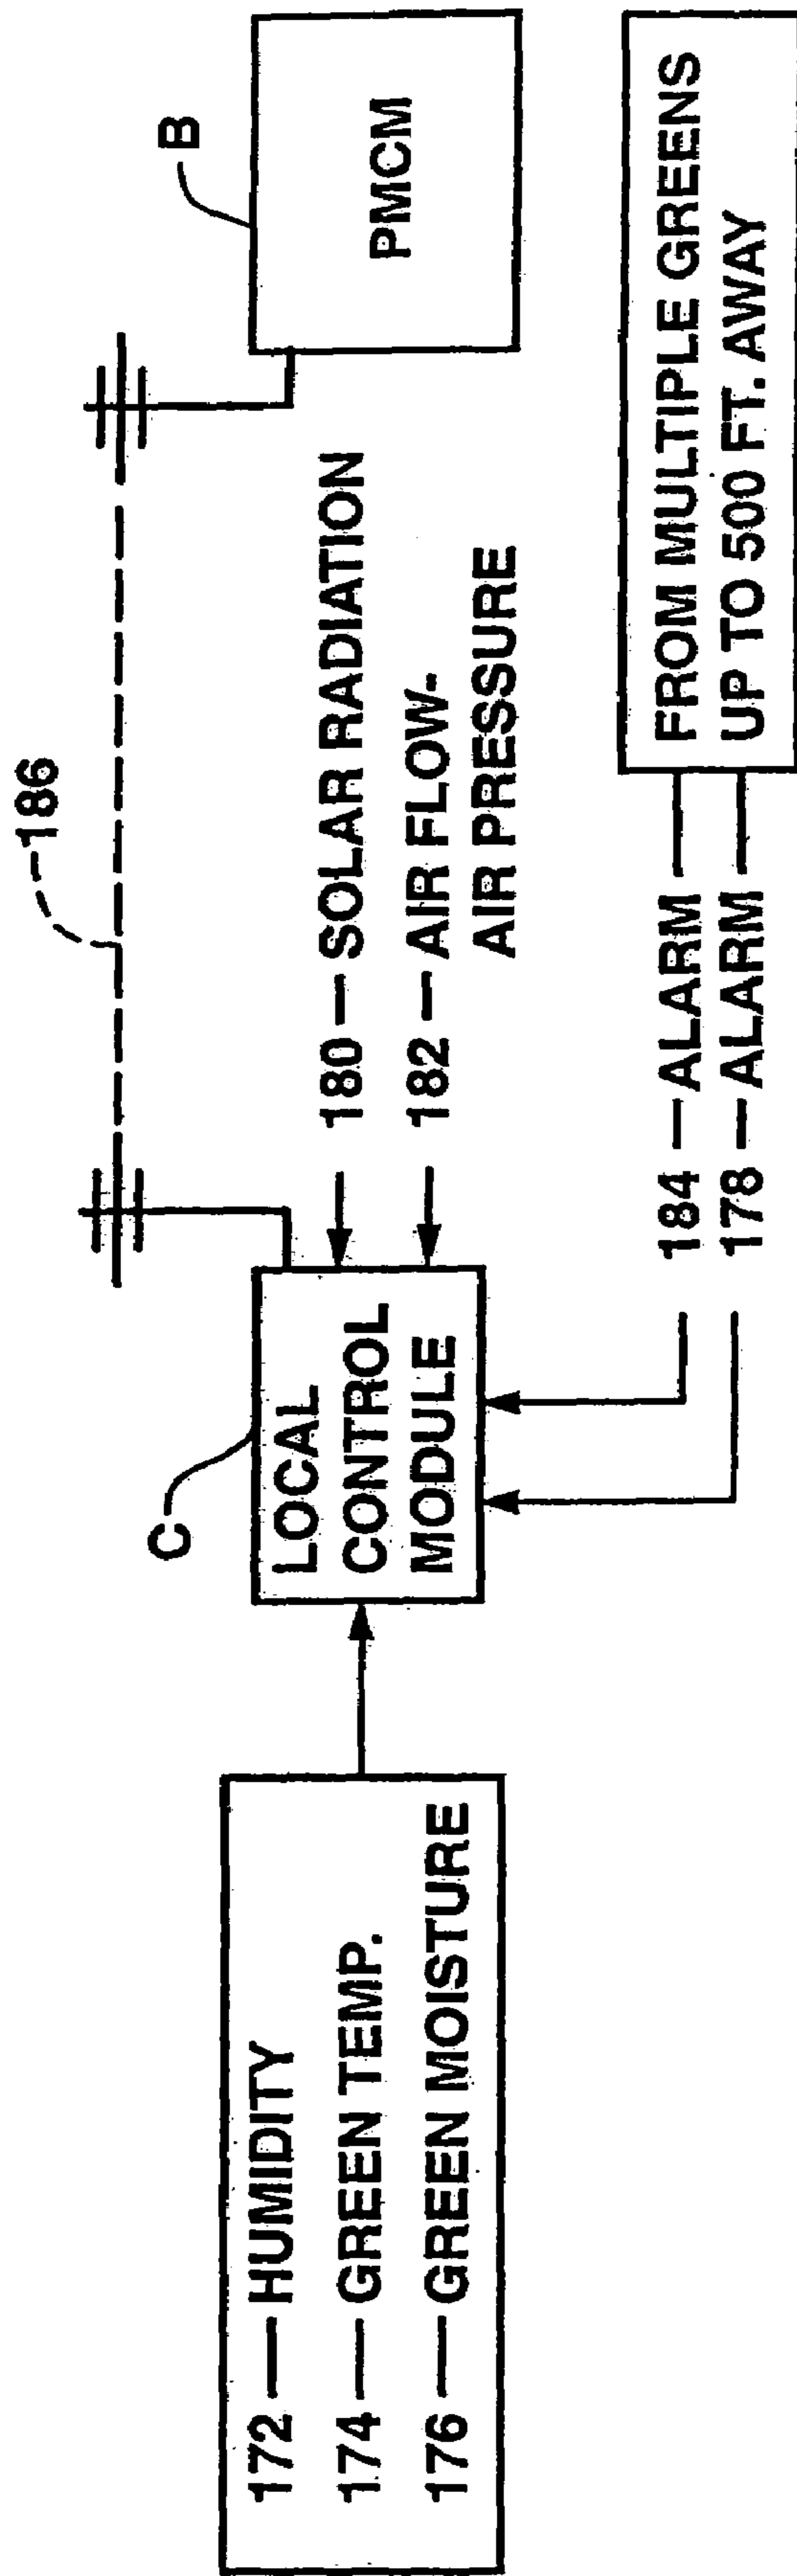 186
B
PMCM
C
LOCAL
CONTROL
MODULE
180 — SOLAR RADIATION
182 — AIR FLOW-
AIR PRESSURE
172 — HUMIDITY
174 — GREEN TEMP.
176 — GREEN MOISTURE
184 — ALARM
178 — ALARM
FROM MULTIPLE GREENS
UP TO 500 FT. AWAY